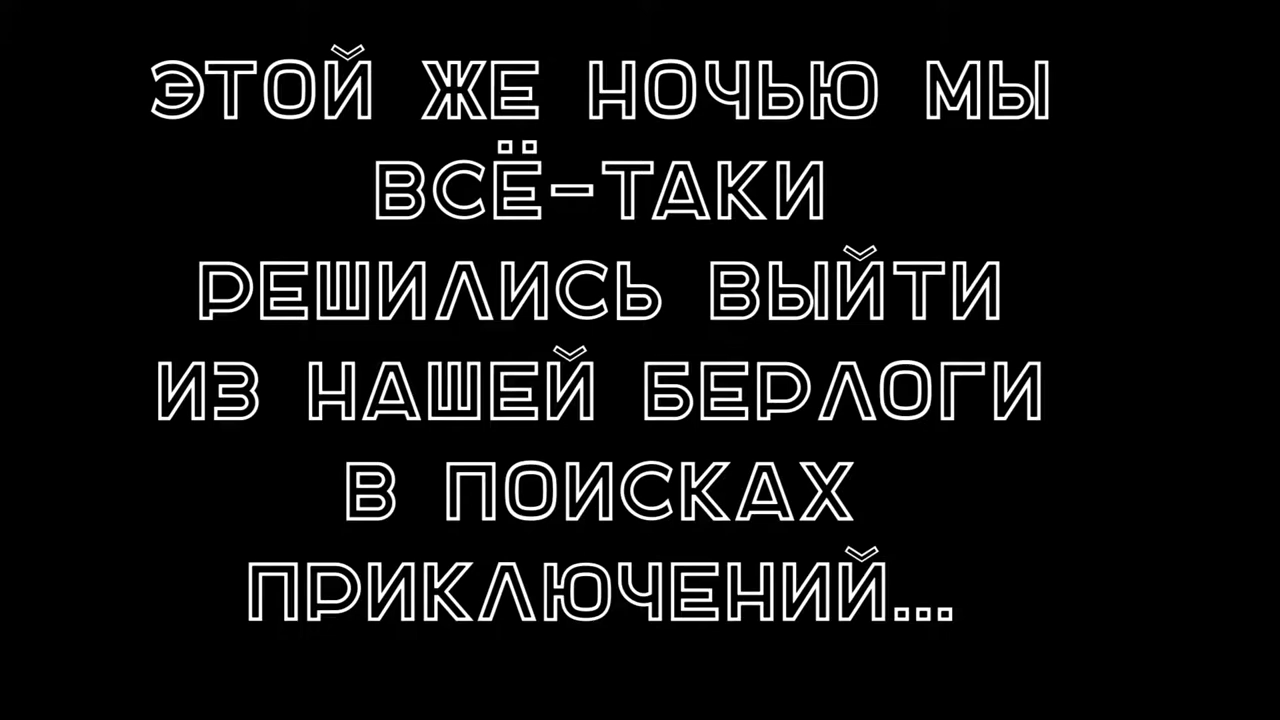 ЭТОЙ ЖЕ НОЧЬЮ МЫ
ВСЁ-ТАКИ
РЕШИЛИСЬ ВЫЙТИ
ИЗ НАШЕЙ БЕРЛОГИ
В ПОИСКАХ
ПРИКЛЮЧЕНИЙ...